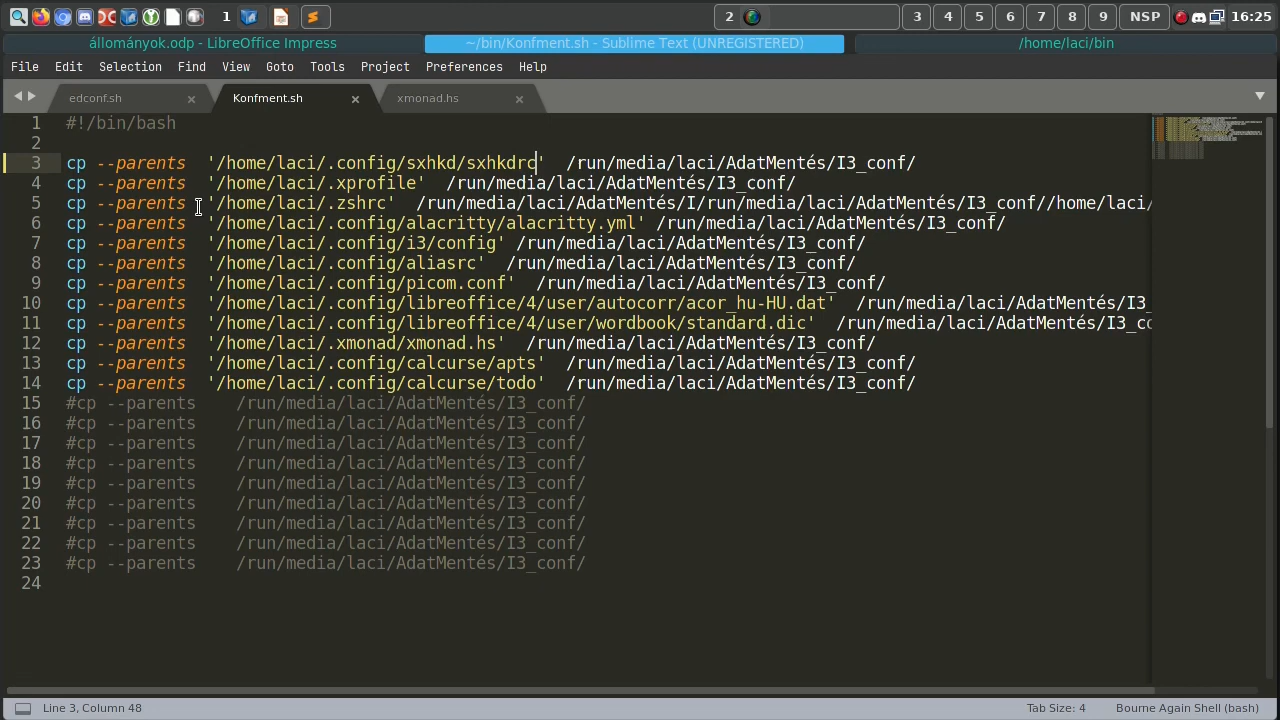 1 2 3 4 5 6 7 8 9 NSP 16:25
állományok.odp - LibreOffice Impress ~/bin/Konfment.sh - Sublime Text (UNREGISTERED) /home/laci/bin
File Edit Selection Find View Goto Tools Project Preferences Help
edconf.sh Konfment.sh xmonad.hs
1 #!/bin/bash
2
3 cp --parents '/home/laci/.config/sxhkd/sxhkdrc' /run/media/laci/AdatMentés/I3_conf/
4 cp --parents '/home/laci/.xprofile' /run/media/laci/AdatMentés/I3_conf/
5 cp --parents '/home/laci/.zshrc' /run/media/laci/AdatMentés/I/run/media/laci/AdatMentés/I3_conf//home/laci/
6 cp --parents '/home/laci/.config/alacritty/alacritty.yml' /run/media/laci/AdatMentés/I3_conf/
7 cp --parents '/home/laci/.config/i3/config' /run/media/laci/AdatMentés/I3_conf/
8 cp --parents '/home/laci/.config/aliasrc' /run/media/laci/AdatMentés/I3_conf/
9 cp --parents '/home/laci/.config/picom.conf' /run/media/laci/AdatMentés/I3_conf/
10 cp --parents '/home/laci/.config/libreoffice/4/user/autocorr/acor_hu-HU.dat' /run/media/laci/AdatMentés/I3_
11 cp --parents '/home/laci/.config/libreoffice/4/user/wordbook/standard.dic' /run/media/laci/AdatMentés/I3_co
12 cp --parents '/home/laci/.xmonad/xmonad.hs' /run/media/laci/AdatMentés/I3_conf/
13 cp --parents '/home/laci/.config/calcurse/apts' /run/media/laci/AdatMentés/I3_conf/
14 cp --parents '/home/laci/.config/calcurse/todo' /run/media/laci/AdatMentés/I3_conf/
15 #cp --parents /run/media/laci/AdatMentés/I3_conf/
16 #cp --parents /run/media/laci/AdatMentés/I3_conf/
17 #cp --parents /run/media/laci/AdatMentés/I3_conf/
18 #cp --parents /run/media/laci/AdatMentés/I3_conf/
19 #cp --parents /run/media/laci/AdatMentés/I3_conf/
20 #cp --parents /run/media/laci/AdatMentés/I3_conf/
21 #cp --parents /run/media/laci/AdatMentés/I3_conf/
22 #cp --parents /run/media/laci/AdatMentés/I3_conf/
23 #cp --parents /run/media/laci/AdatMentés/I3_conf/
24
Line 3, Column 48 Tab Size: 4 Bourne Again Shell (bash)